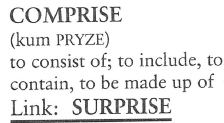 COMPRISE
(kum PRYZE)
to consist of; to include, to
contain, to be made up of
Link: SURPRISE